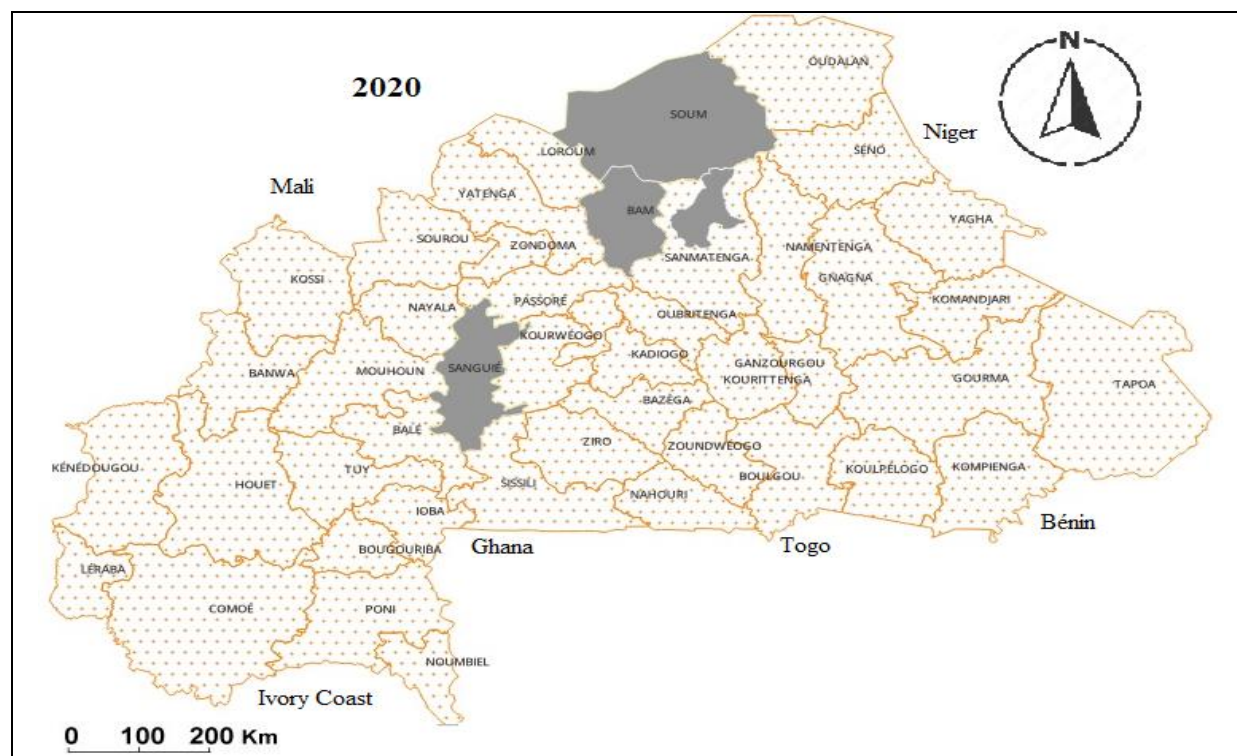 N
OUDALAN
2020
SOUM
Niger
SÉNO
LOROUM
Mali
YATENGA
BAM
YAGHA
SOUROU
ZONDOMA
NAMENTENGA
SANMATENGA
KOSSI
GNAGNA
KOMANDJARI
PASSORÉ
NAYALA
OUBRITENGA
KOURWÉOGO
KADIOGO
GANZOURGOU
SANGUIÉ
BANWA
MOUHOUN
KOURITTENGA
GOURMA
TAPOA
BAZÈGA
BALÉ
ZIRO
ZOUNDWÉOGO
KÉNÉDOUGOU
TUY
KOULPÉLOGO
KOMPIENGA
BOULGOU
HOUET
SISSILI
NAHOURI
IOBA
Bénin
Ghana
Togo
BOUGOURIBA
LÉRABA
COMOÉ
PONI
NOUMBIEL
Ivory Coast
0 100 200 Km